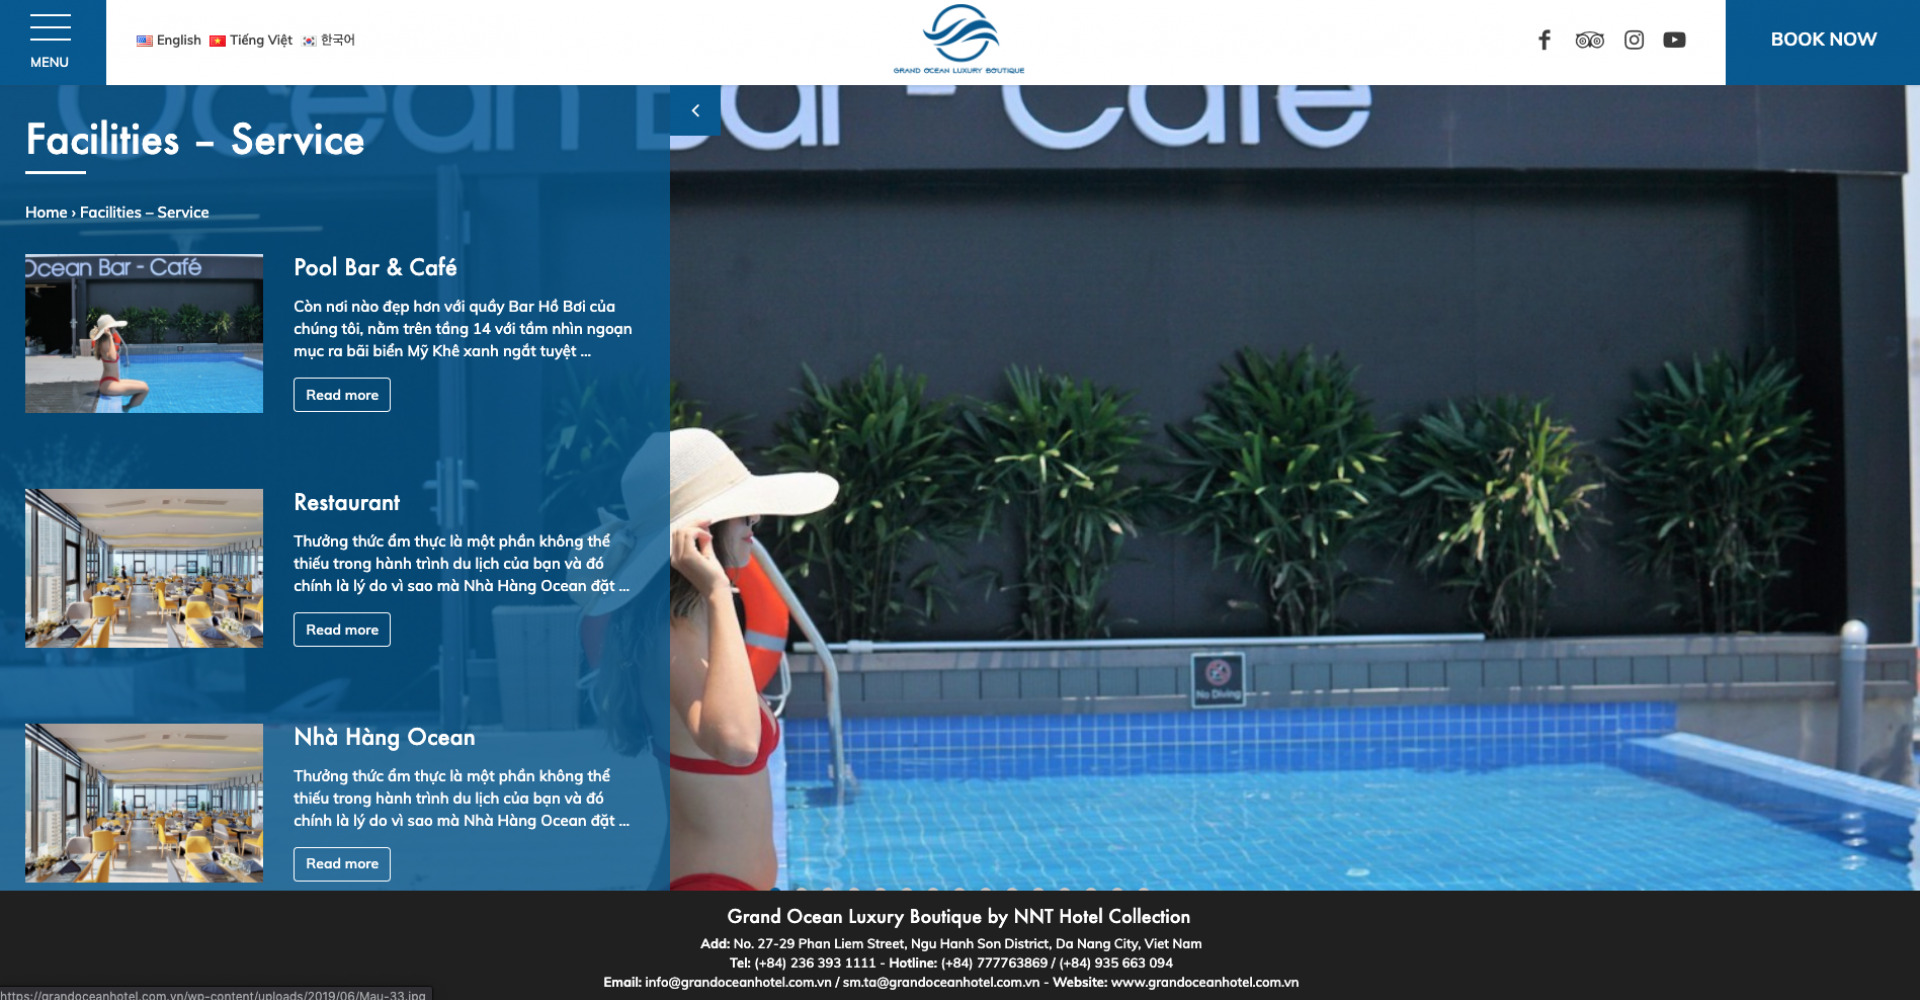 MENU
English Tiếng Việt 한국어
GRAND OCEAN LUXURY BOUTIQUE
BOOK NOW
Ocean Bar - Café
Facilities – Service
Home › Facilities – Service
Ocean Bar - Café
Pool Bar & Café
Còn nơi nào đẹp hơn với quầy Bar Hồ Bơi của
chúng tôi, nằm trên tầng 14 với tầm nhìn ngoạn
mục ra bãi biển Mỹ Khê xanh ngắt tuyệt ...
Read more
Restaurant
Thưởng thức ẩm thực là một phần không thể
thiếu trong hành trình du lịch của bạn và đó
chính là lý do vì sao mà Nhà Hàng Ocean đặt ...
Read more
No Diving
Nhà Hàng Ocean
Thưởng thức ẩm thực là một phần không thể
thiếu trong hành trình du lịch của bạn và đó
chính là lý do vì sao mà Nhà Hàng Ocean đặt ...
Read more
Grand Ocean Luxury Boutique by NNT Hotel Collection
Add: No. 27-29 Phan Liem Street, Ngu Hanh Son District, Da Nang City, Viet Nam
Tel: (+84) 236 393 1111 - Hotline: (+84) 777763869 / (+84) 935 663 094
Email: info@grandoceanhotel.com.vn / sm.ta@grandoceanhotel.com.vn - Website: www.grandoceanhotel.com.vn
https://grandoceanhotel.com.vn/wp-content/uploads/2019/06/Mau-33.jpg